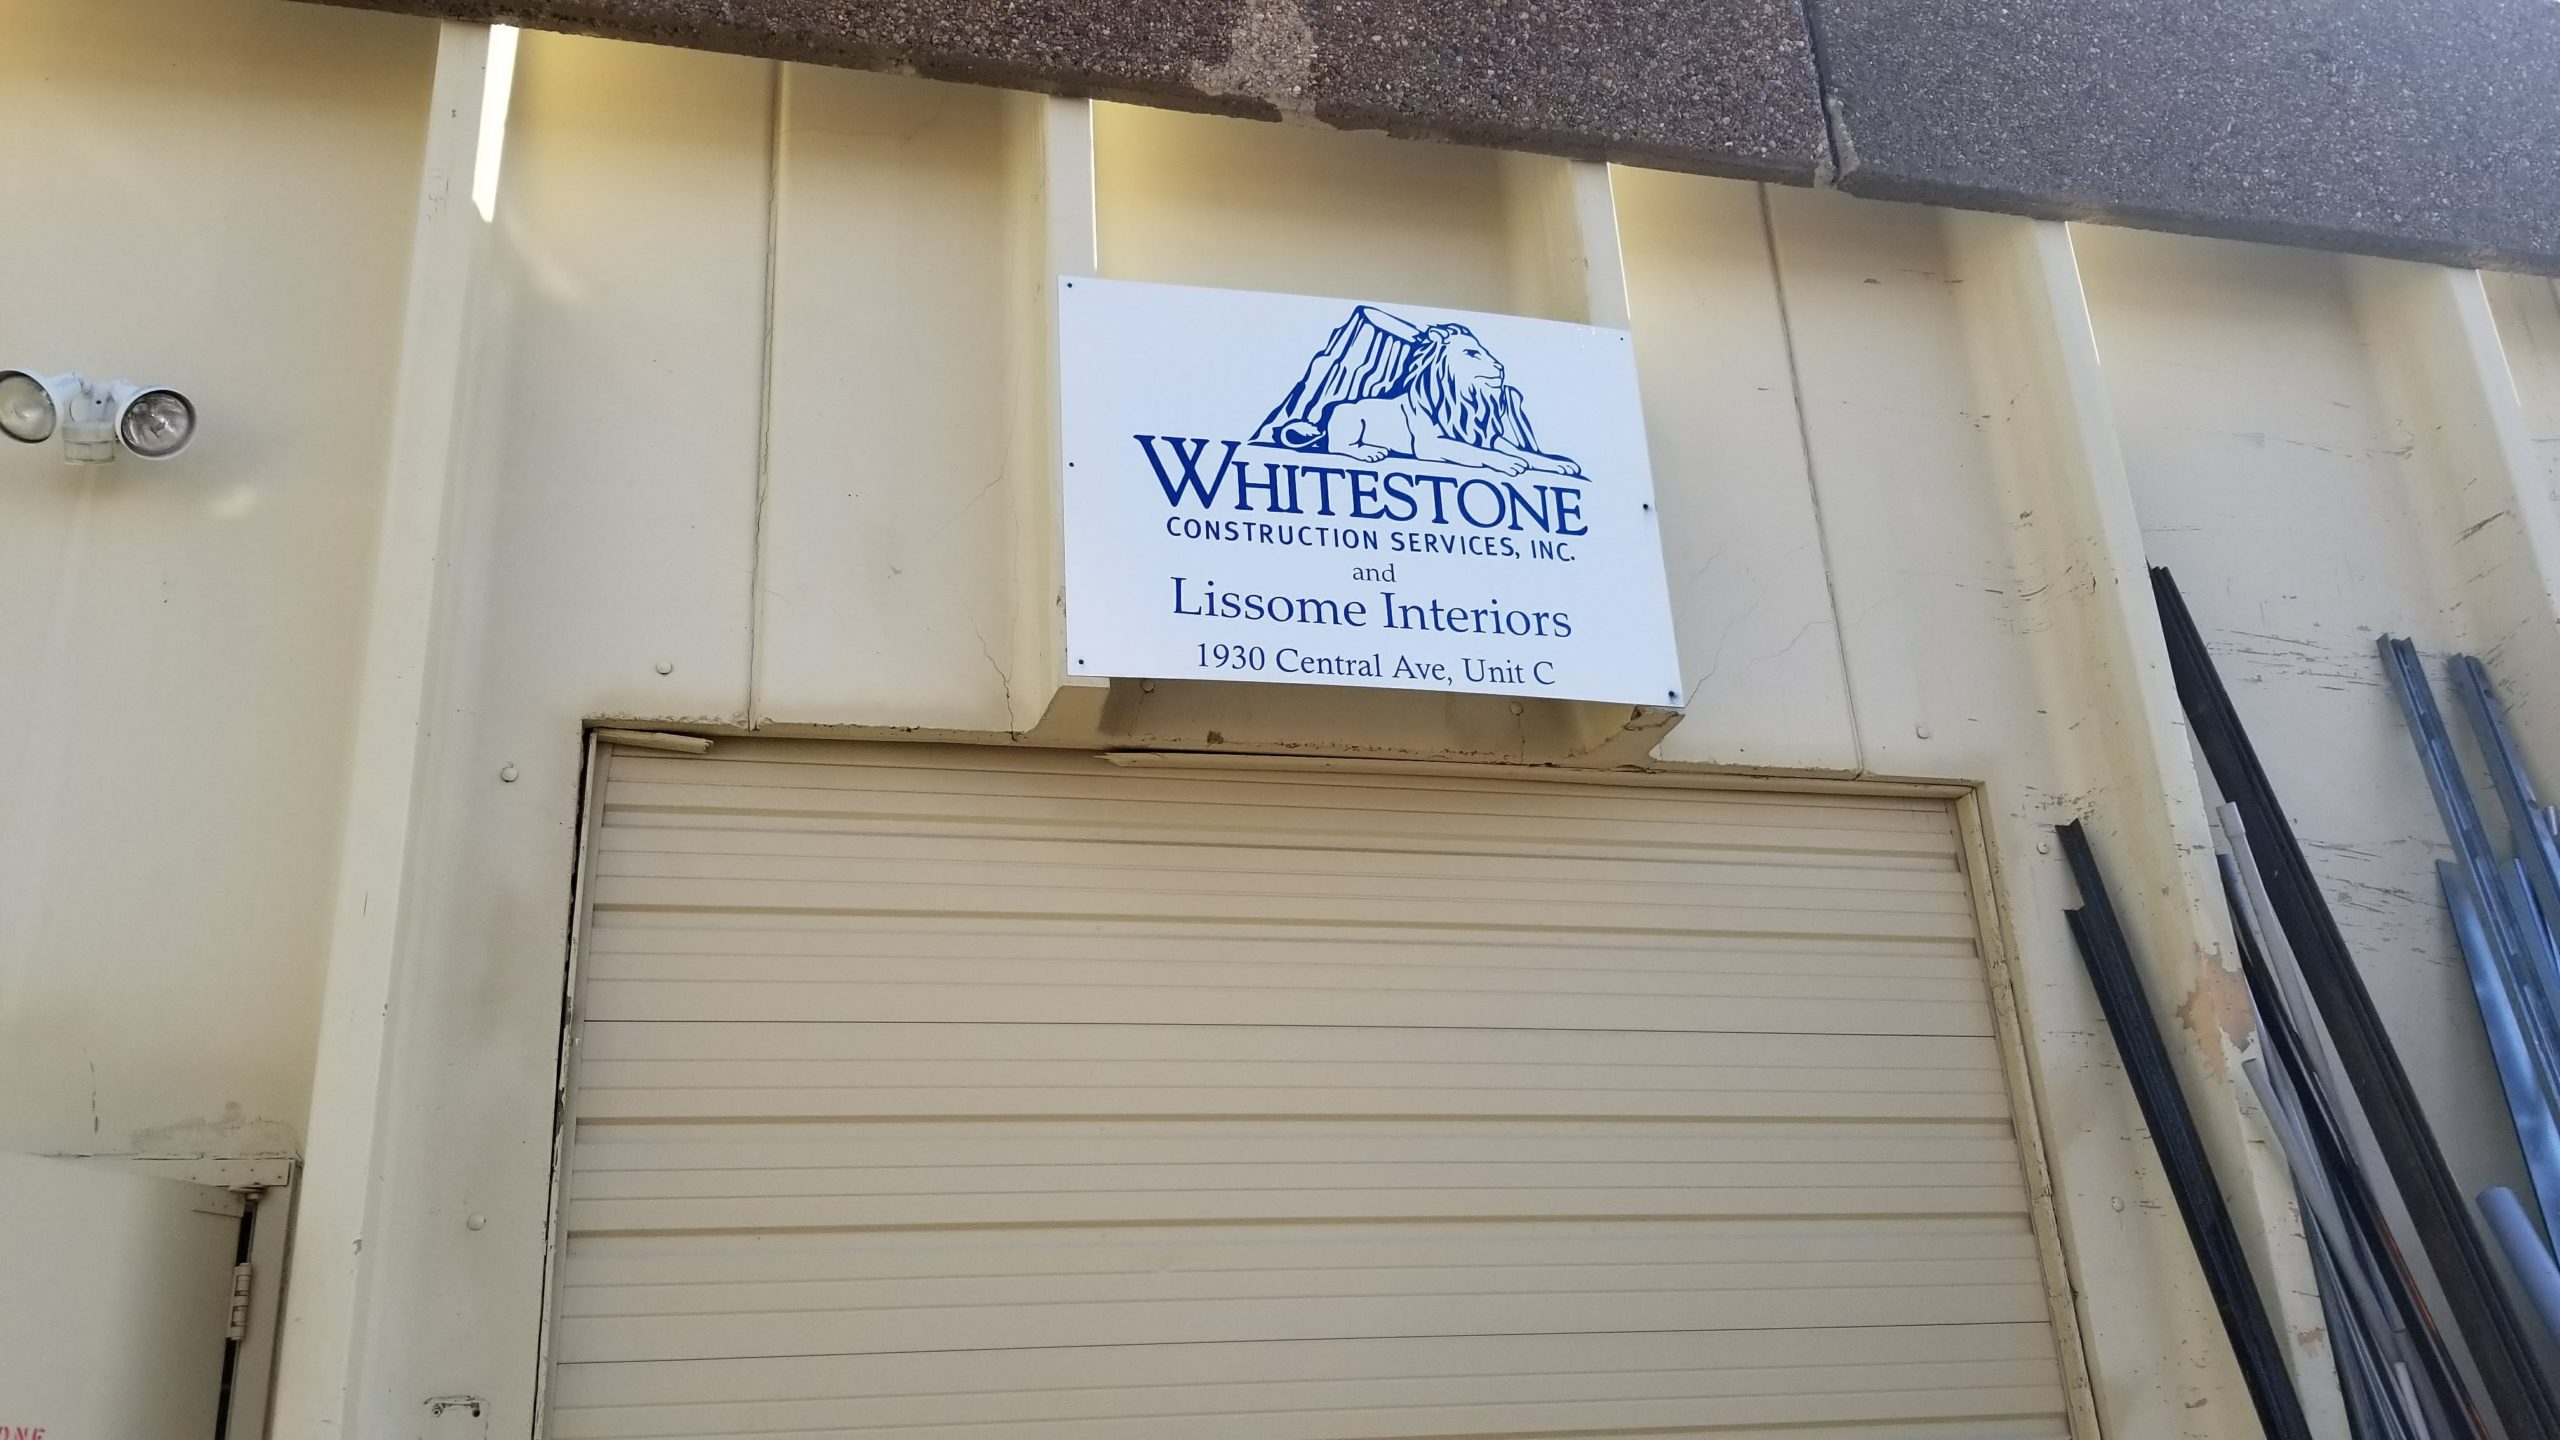 WHITESTONE
CONSTRUCTION SERVICES, INC.
and
Lissome Interiors
1930 Central Ave, Unit C